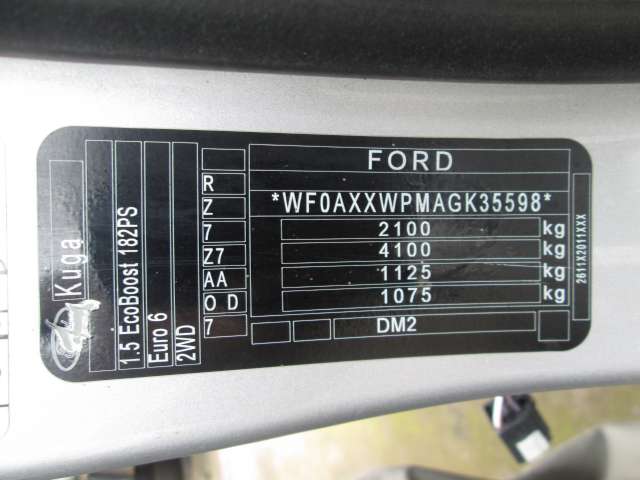 FORD
*WF0AXXWPMAGK35598*
2100 kg
4100 kg
1125 kg
1075 kg
DM2
R
Z
7
Z7
AA
O D
7
Kuga
1.5 EcoBoost 182PS
Euro 6
2WD
2611X2011XXX